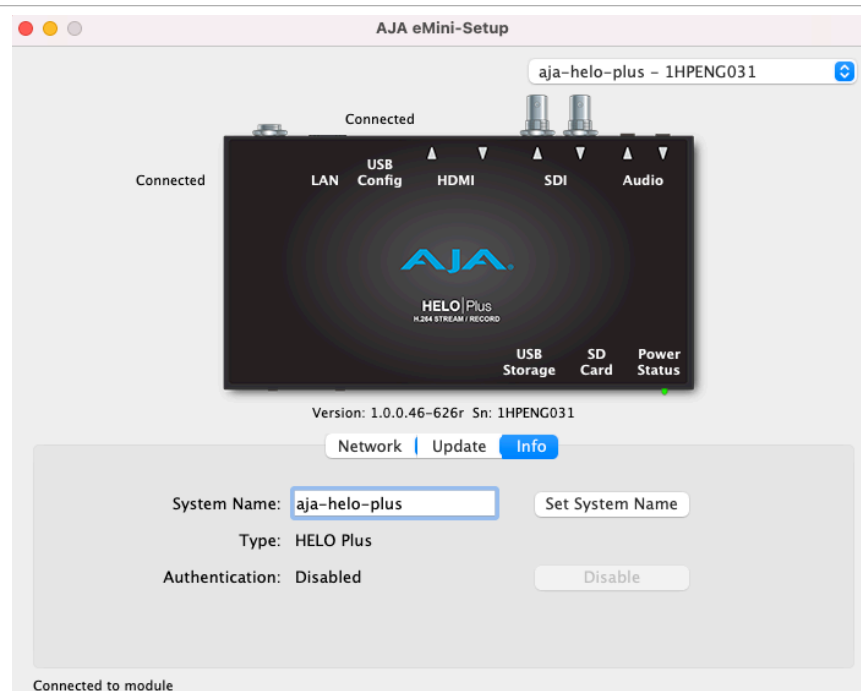 AJA eMini-Setup
aja-helo-plus - 1HPENG031
Connected
Connected
LAN USB Config HDMI SDI Audio
AJA
HELO Plus
H.264 STREAM / RECORD
USB Storage SD Card Power Status
Version: 1.0.0.46-626r Sn: 1HPENG031
Network Update Info
System Name: aja-helo-plus Set System Name
Type: HELO Plus
Authentication: Disabled Disable
Connected to module